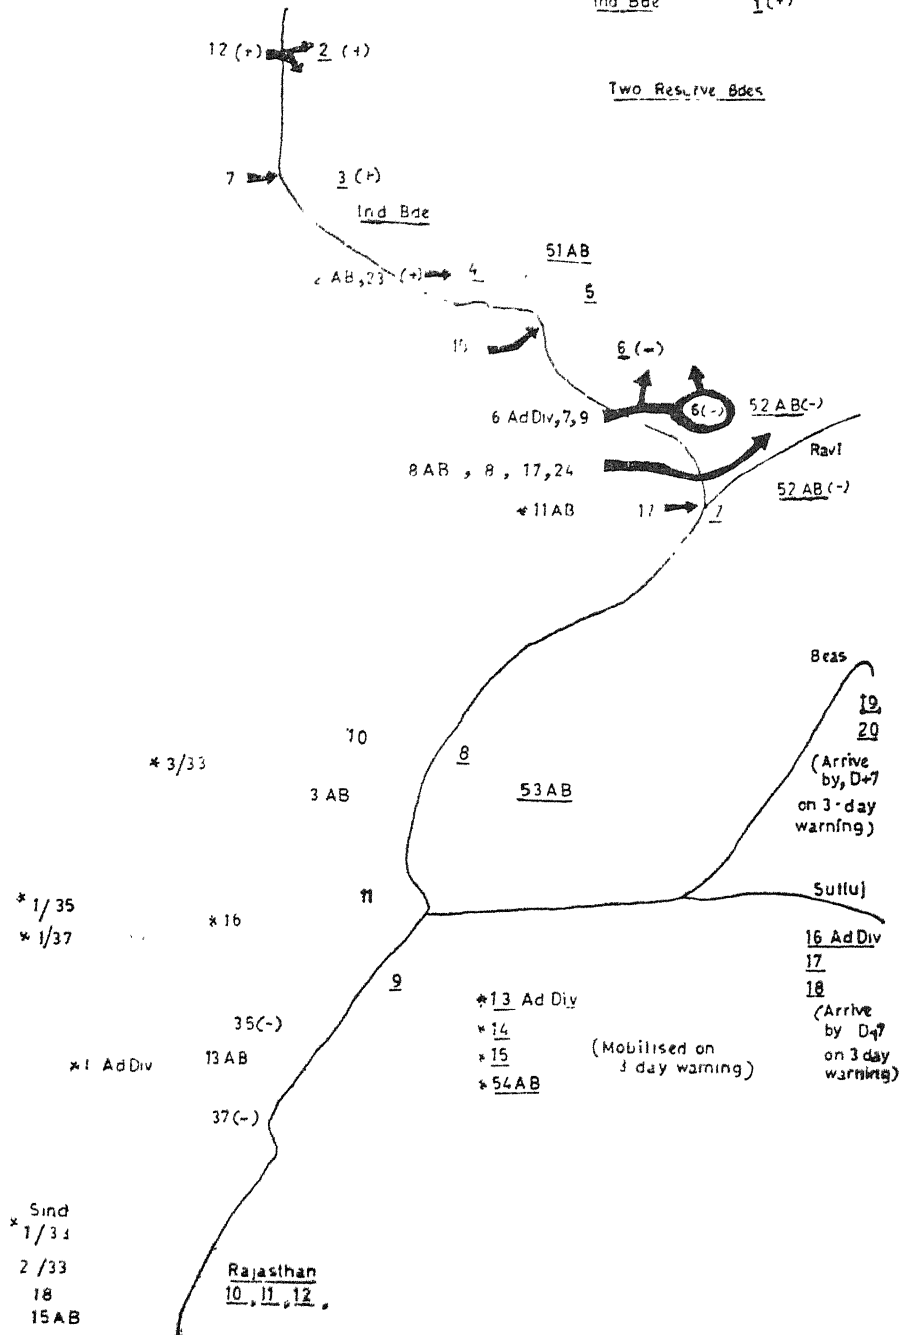 Ind Bde 1(+)
12 (+) 2 (+)
Two Reserve Bdes
7 3 (+)
Ind Bde
51 AB
AB, 23 (+) 4
5
6 (-)
6 Ad Div, 7, 9 6(-) 52 AB(-)
Ravi
8 AB , 8 , 17, 24
52 AB(-)
* 11 AB
Beas
19,
20
(Arrive
by, D+7
on 3-day
warning)
10
8
* 3/33
3 AB
53 AB
11
* 1/35
* 1/37
* 16
Sutluj
16 Ad Div
17
18
(Arrive
by D+7
on 3 day
warning)
9
* 13 Ad Div
* 14
* 15
* 54 AB
(Mobilised on
3 day warning)
35(-)
13 AB
* 1 Ad Div
37(-)
Sind
2 /33
18
15 AB
Rajasthan
10, 11, 12,